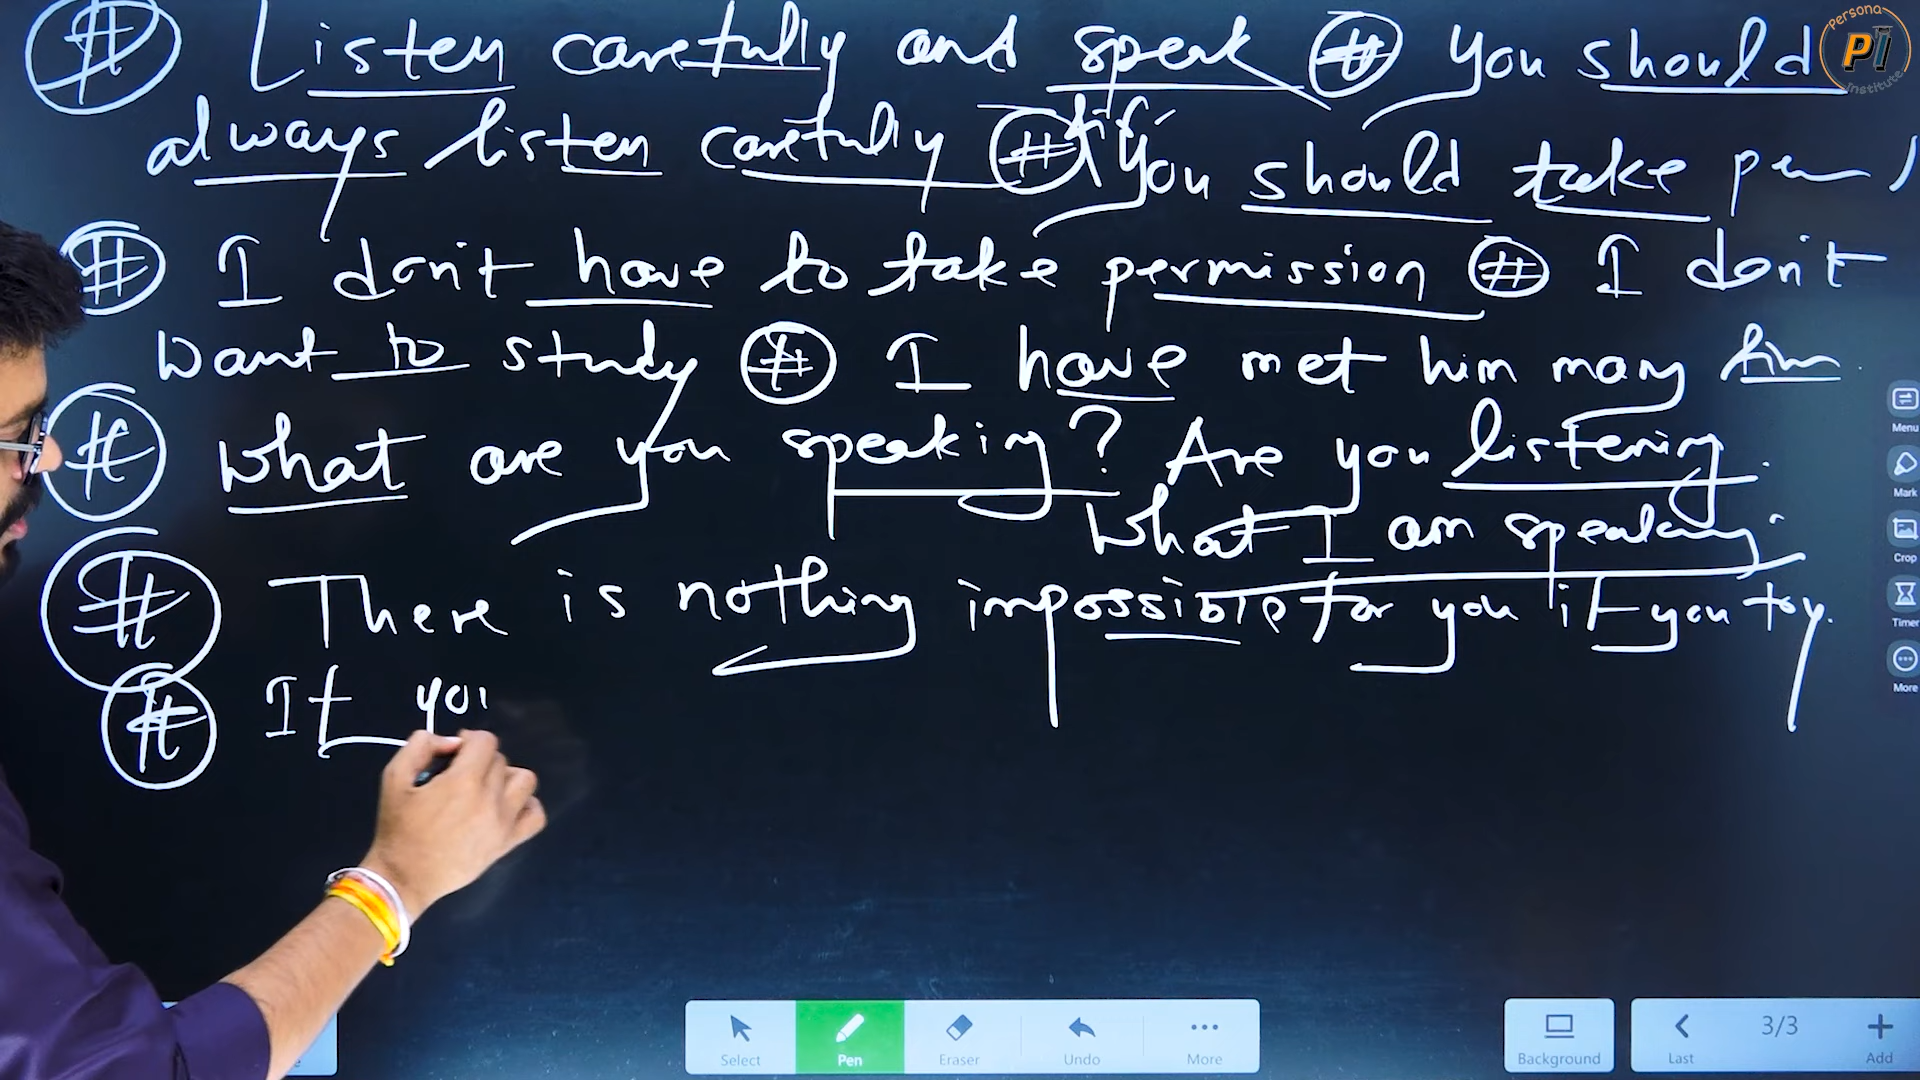 # Listen carefully and speak # You should
always listen carefully # You should take per
# I don't have to take permission # I don't
want to study # I have met him many
# What are you speaking? Are you listening.
What I am speaking.
# There is nothing impossible for you if you try.
# If you
Persona
PI
Institute
Menu
Mark
Crop
Timer
More
Select
Pen
Eraser
Undo
More
Background
Last
3/3
Add